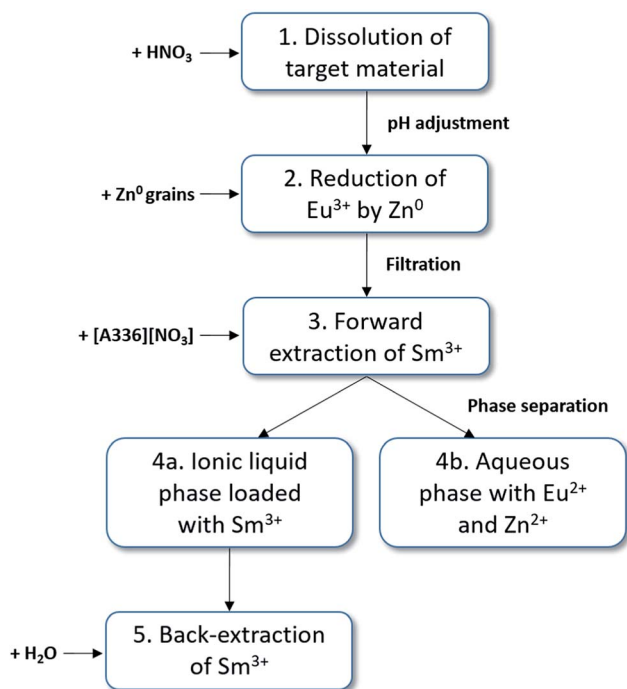 + HNO₃
1. Dissolution of
target material
pH adjustment
+ Zn⁰ grains
2. Reduction of
Eu³⁺ by Zn⁰
Filtration
+ [A336][NO₃]
3. Forward
extraction of Sm³⁺
Phase separation
4a. Ionic liquid
phase loaded
with Sm³⁺
4b. Aqueous
phase with Eu²⁺
and Zn²⁺
+ H₂O
5. Back-extraction
of Sm³⁺